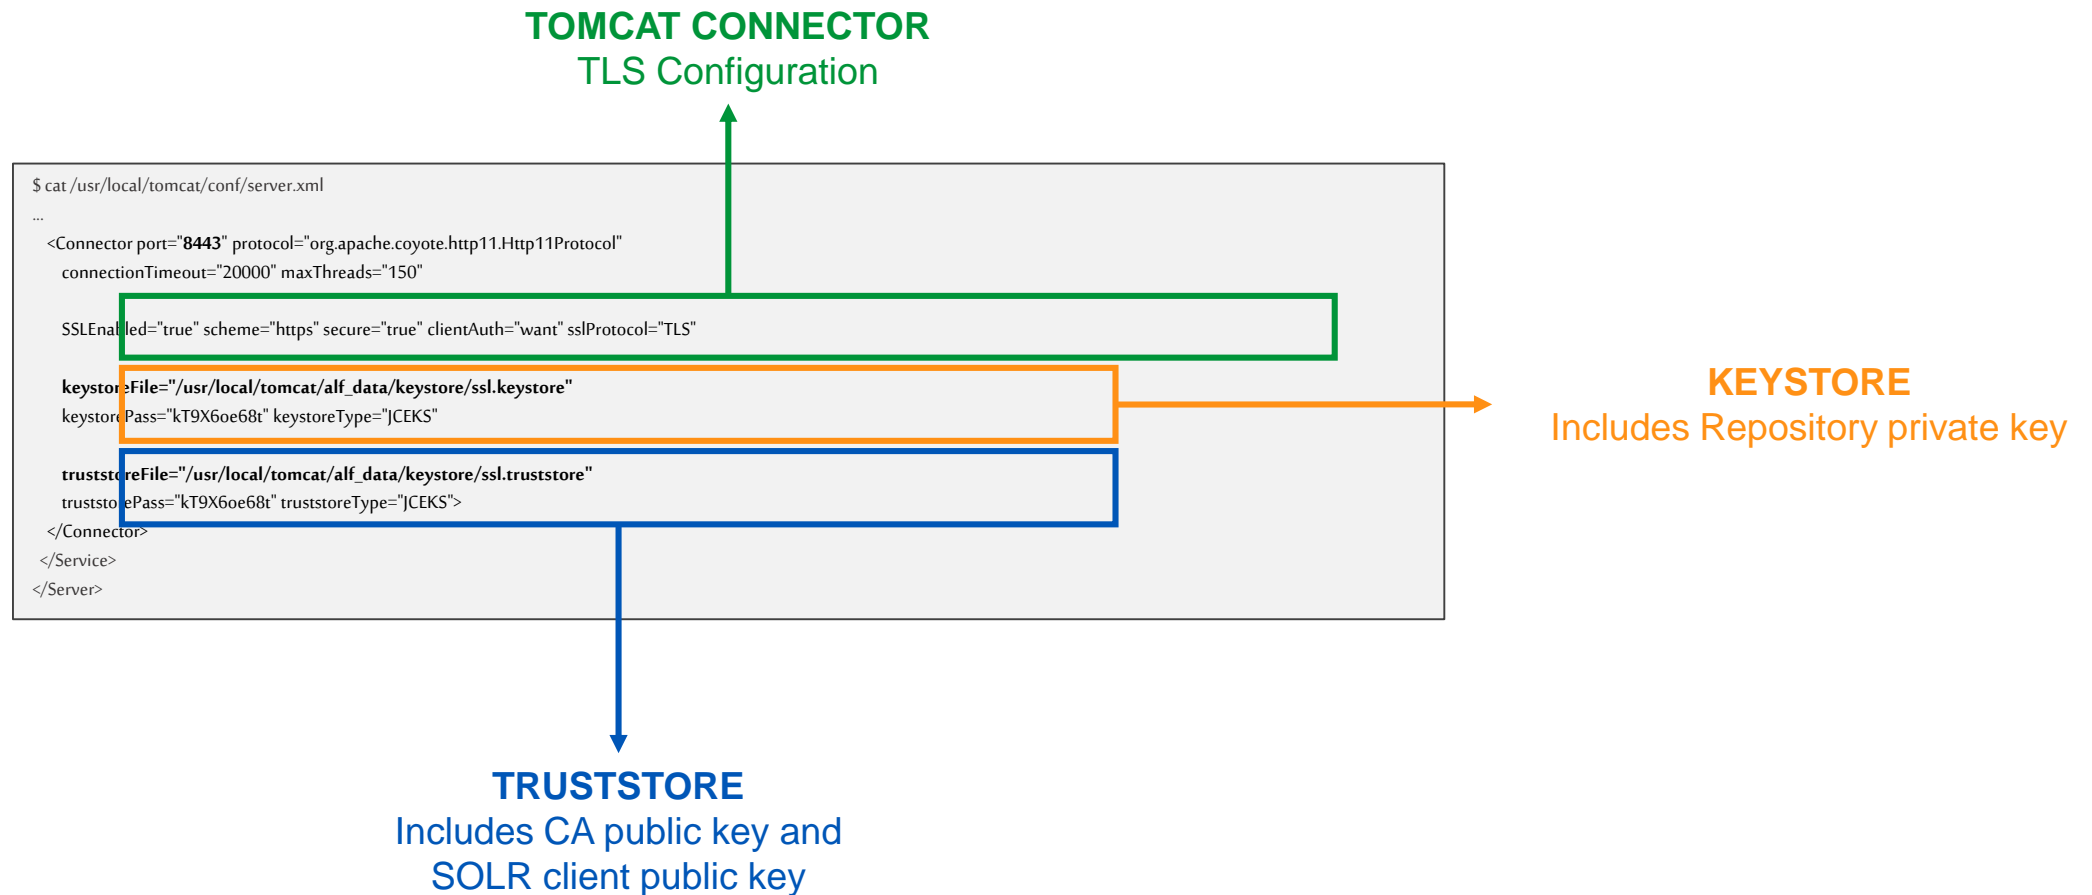 TOMCAT CONNECTOR
TLS Configuration
$ cat /usr/local/tomcat/conf/server.xml
...
<Connector port="8443" protocol="org.apache.coyote.http11.Http11Protocol"
connectionTimeout="20000" maxThreads="150"
SSLEnabled="true" scheme="https" secure="true" clientAuth="want" sslProtocol="TLS"
keystoreFile="/usr/local/tomcat/alf_data/keystore/ssl.keystore"
keystorePass="kT9X6oe68t" keystoreType="JCEKS"
truststoreFile="/usr/local/tomcat/alf_data/keystore/ssl.truststore"
truststorePass="kT9X6oe68t" truststoreType="JCEKS">
</Connector>
</Service>
</Server>
KEYSTORE
Includes Repository private key
TRUSTSTORE
Includes CA public key and
SOLR client public key